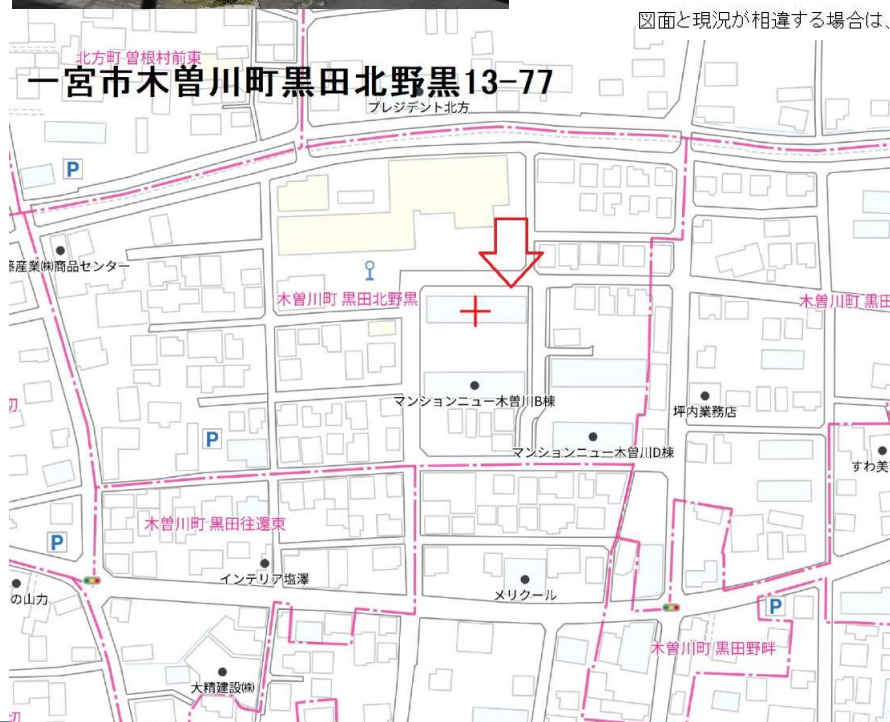 図面と現況が相違する場合は、
北方町 曽根村前東
一宮市木曽川町黒田北野黒13-77
プレジデント北方
P
産業㈱商品センター
木曽川町 黒田北野黒
木曽川町 黒田
マンションニュー木曽川B棟
坪内業務店
P
マンションニュー木曽川D棟
すわ美
木曽川町 黒田往還東
P
インテリア塩澤
の山力
メリクール
P
木曽川町 黒田野畔
大精建設㈱